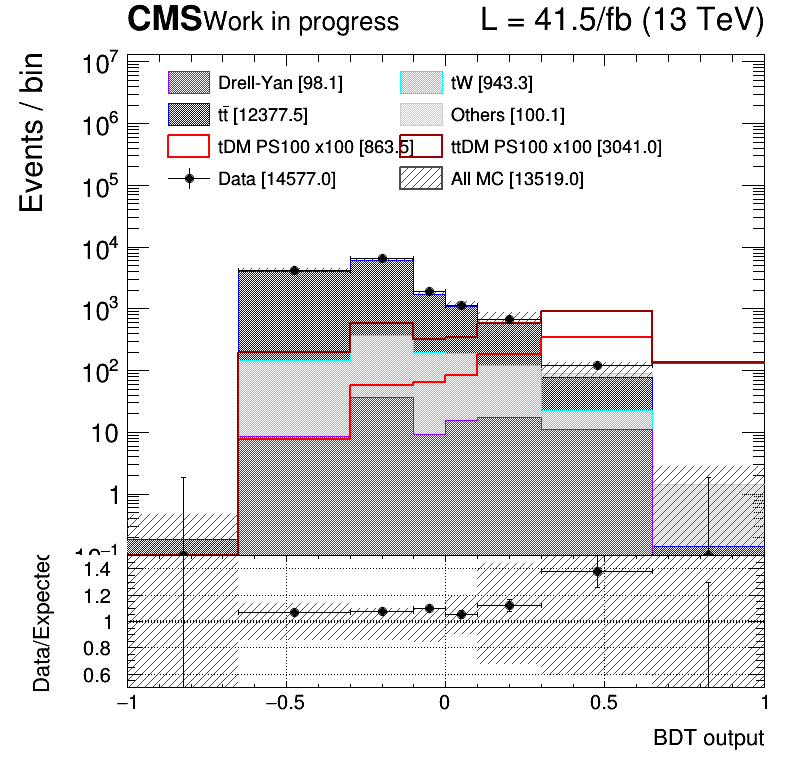 CMS Work in progress L = 41.5/fb (13 TeV)
Events / bin
10⁷
10⁶
10⁵
10⁴
10³
10²
10
1
10⁻¹
Drell-Yan [98.1] tW [943.3]
tt̄ [12377.5] Others [100.1]
tDM PS100 x100 [863.5] ttDM PS100 x100 [3041.0]
Data [14577.0] All MC [13519.0]
Data/Expected
1.4
1.2
1
0.8
0.6
−1 −0.5 0 0.5 1
BDT output